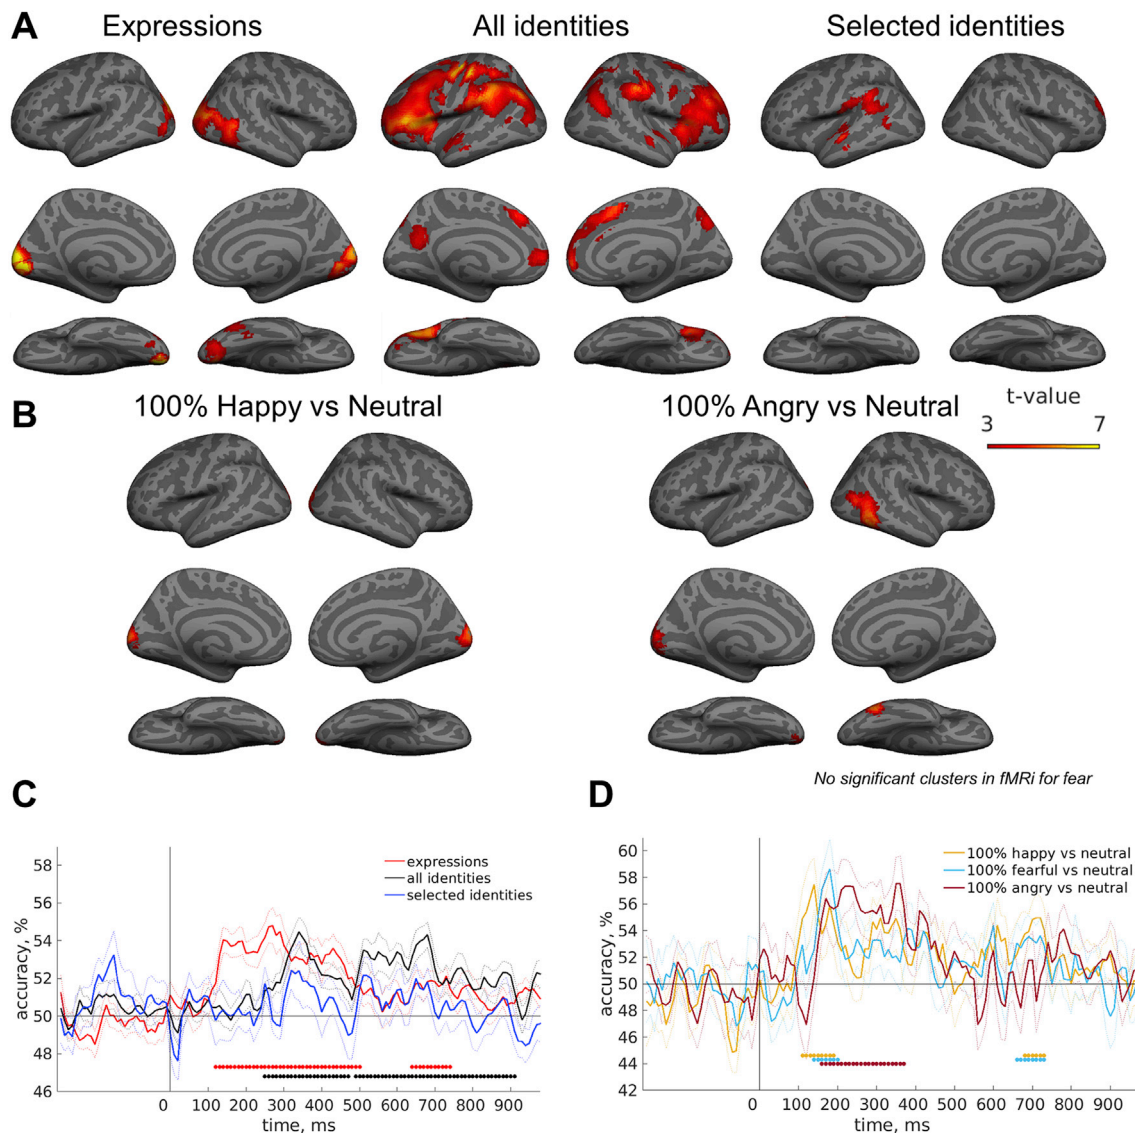 A
Expressions
All identities
Selected identities
B
100% Happy vs Neutral
100% Angry vs Neutral
t-value
3 7
No significant clusters in fMRi for fear
C
D
58
56
54
52
50
48
46
accuracy, %
expressions
all identities
selected identities
0 100 200 300 400 500 600 700 800 900
time, ms
60
58
56
54
52
50
48
46
44
42
accuracy, %
100% happy vs neutral
100% fearful vs neutral
100% angry vs neutral
0 100 200 300 400 500 600 700 800 900
time, ms